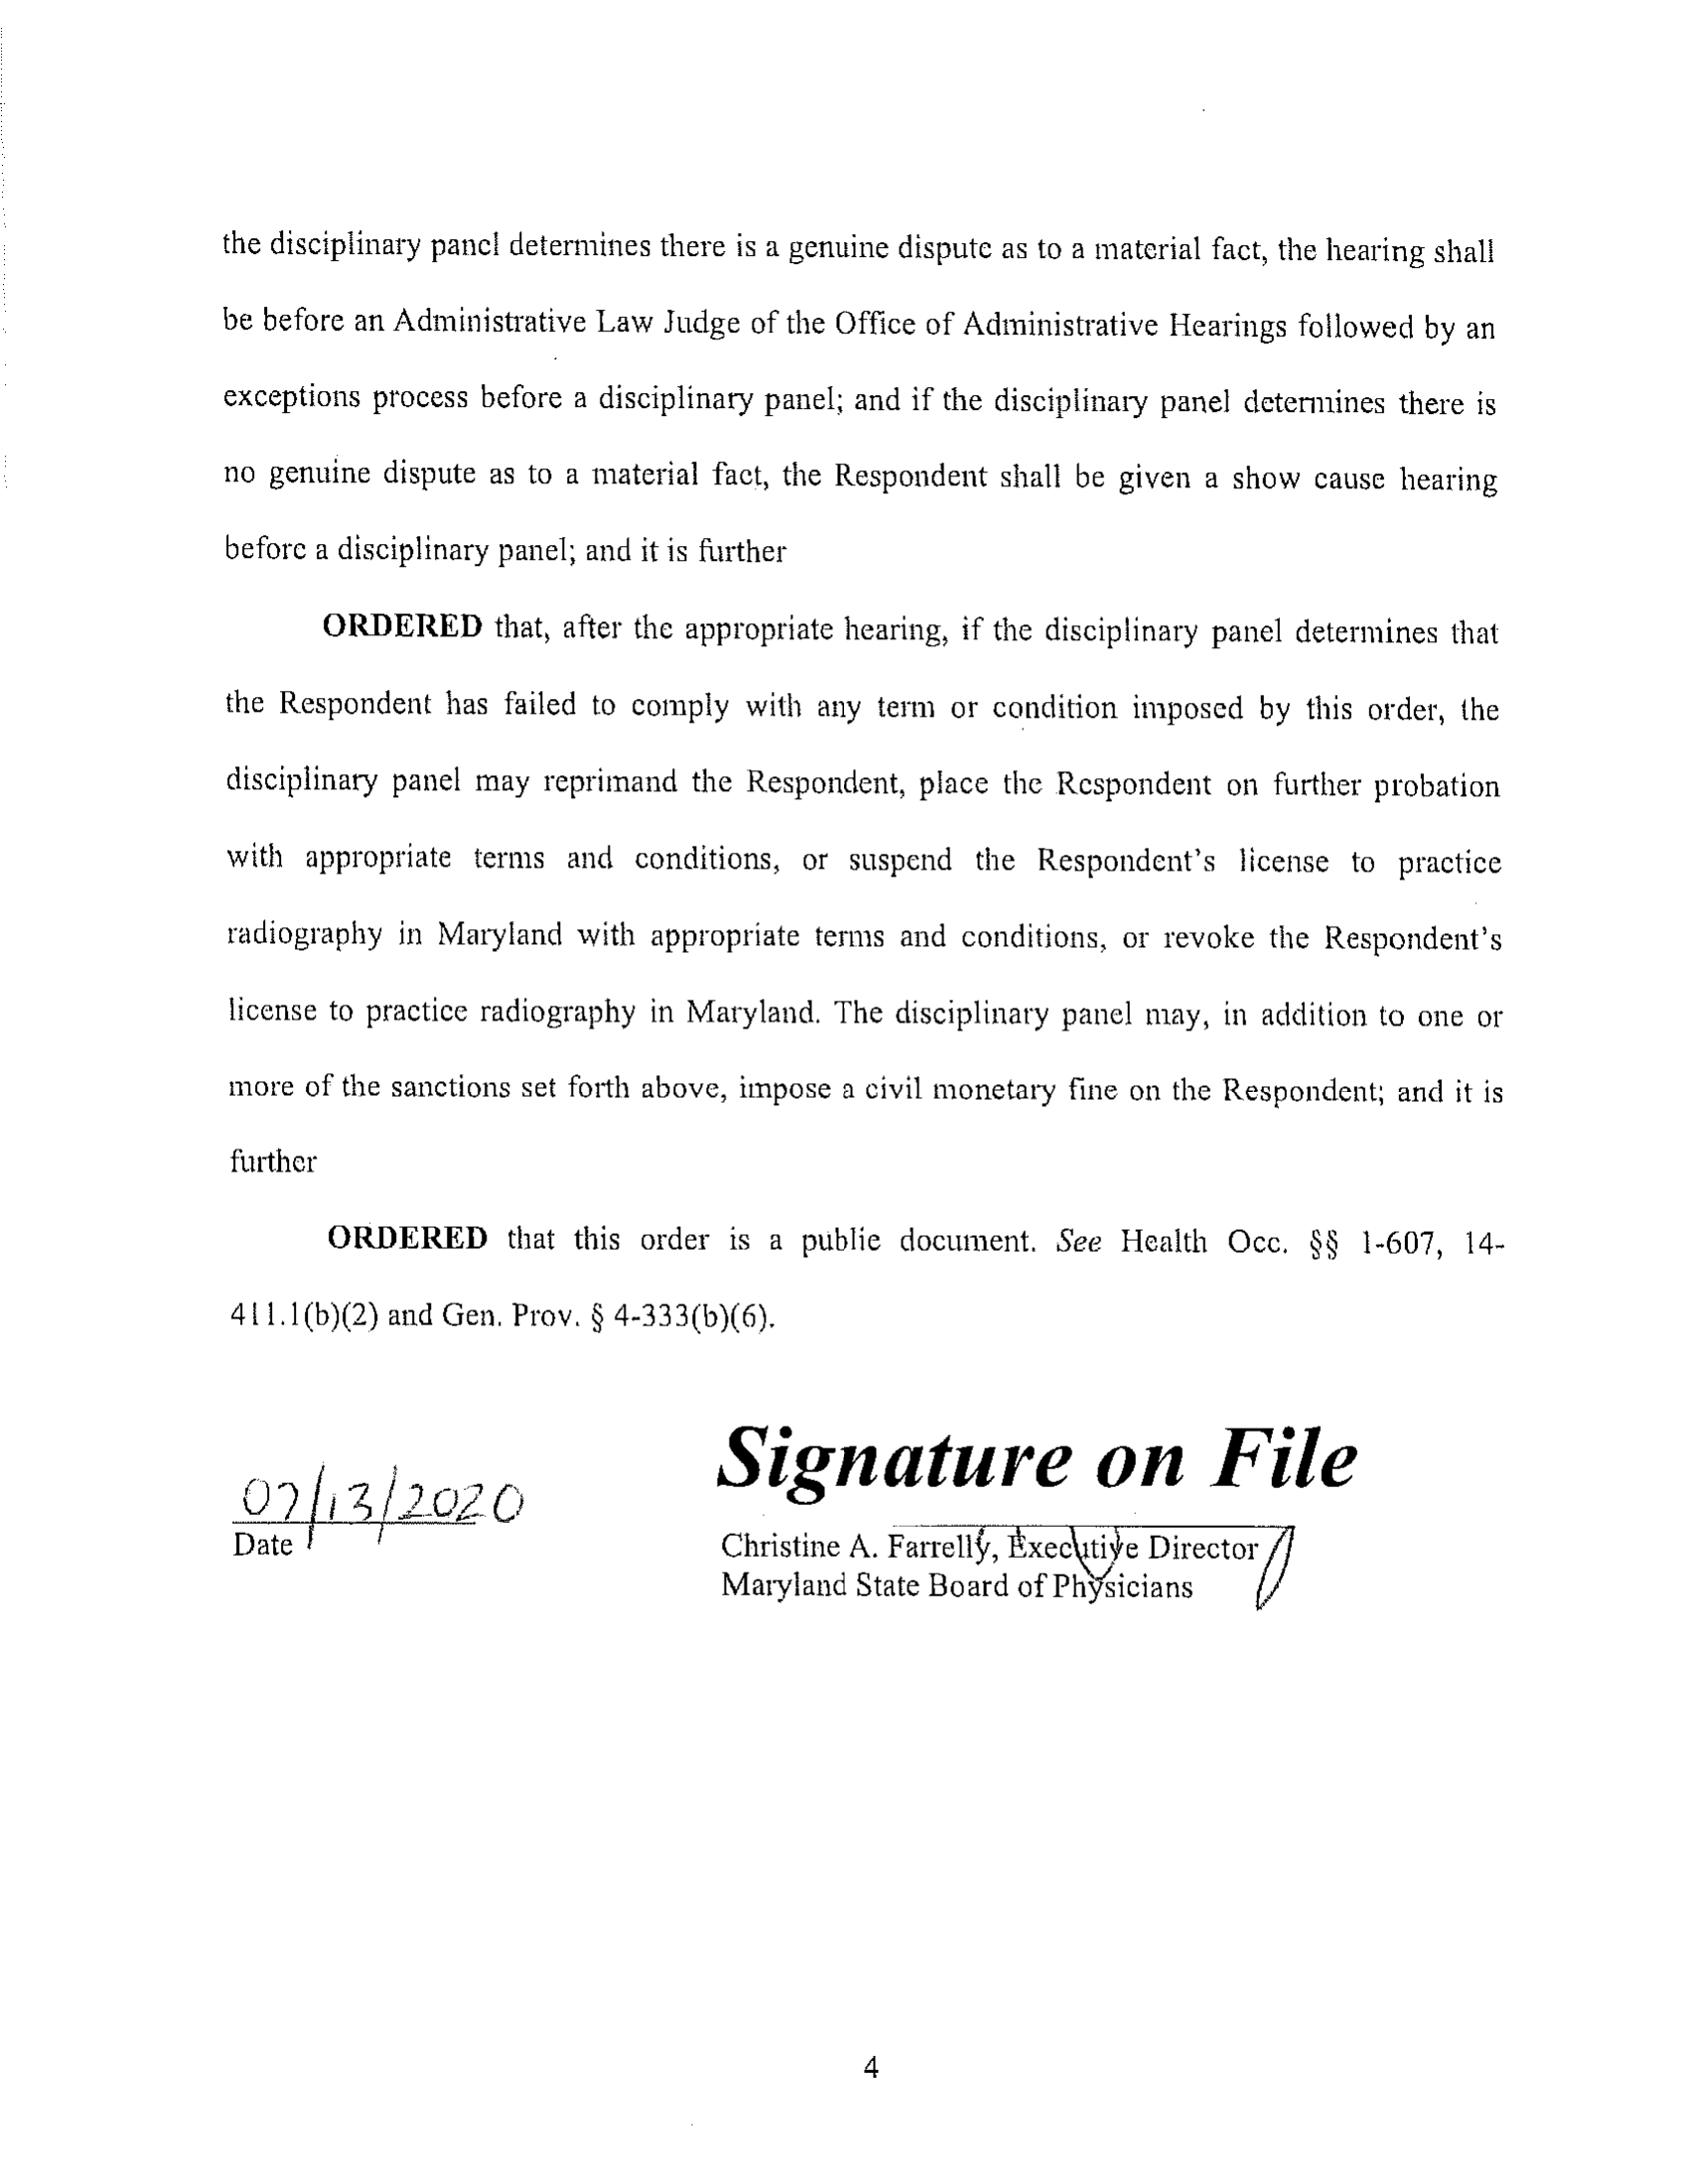 the disciplinary panel determines there is a genuine dispute as to a material fact, the hearing shall
be before an Administrative Law Judge of the Office of Administrative Hearings followed by an
exceptions process before a disciplinary panel; and if the disciplinary panel determines there is
no genuine dispute as to a material fact, the Respondent shall be given a show cause hearing
before a disciplinary panel; and it is further
ORDERED that, after the appropriate hearing, if the disciplinary panel determines that
the Respondent has failed to comply with any term or condition imposed by this order, the
disciplinary panel may reprimand the Respondent, place the Respondent on further probation
with appropriate terms and conditions, or suspend the Respondent's license to practice
radiography in Maryland with appropriate terms and conditions, or revoke the Respondent's
license to practice radiography in Maryland. The disciplinary panel may, in addition to one or
more of the sanctions set forth above, impose a civil monetary fine on the Respondent; and it is
further
ORDERED that this order is a public document. See Health Occ. §§ 1-607, 14-
411.1(b)(2) and Gen. Prov. § 4-333(b)(6).
Signature on File
07/13/2020
Date
Christine A. Farrelly, Executive Director
Maryland State Board of Physicians
4